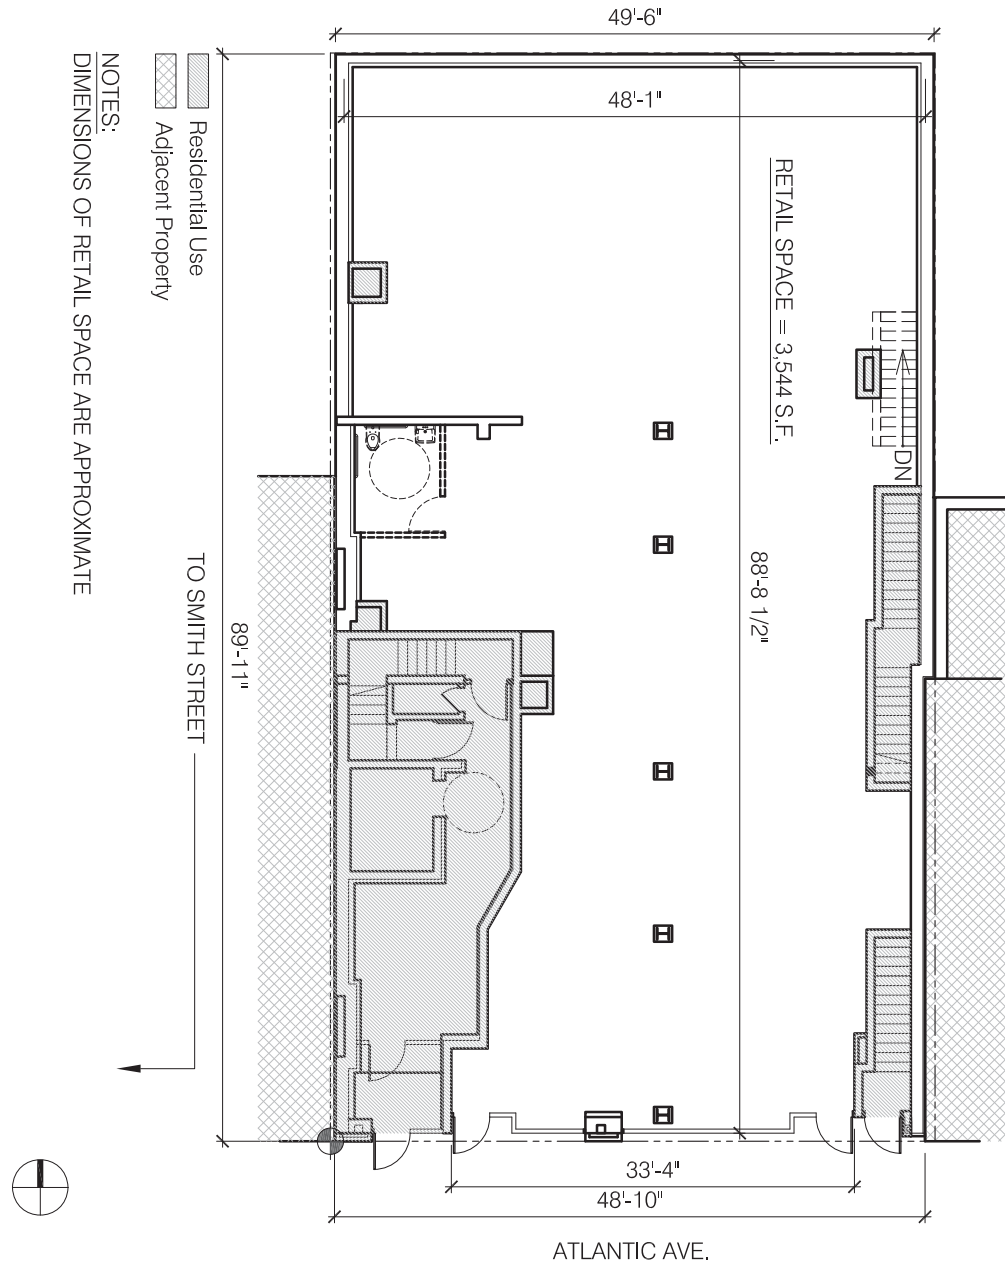 49'-6"
48'-1"
RETAIL SPACE = 3,544 S.F.
DN
88'-8 1/2"
Residential Use
Adjacent Property
NOTES:
DIMENSIONS OF RETAIL SPACE ARE APPROXIMATE
TO SMITH STREET
89'-11"
33'-4"
48'-10"
ATLANTIC AVE.